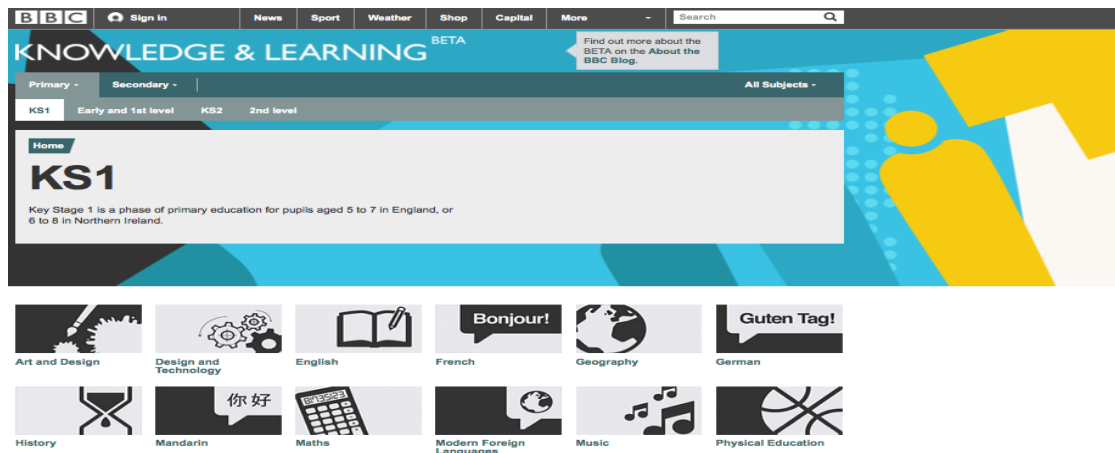 BBC Sign in News Sport Weather Shop Capital More Search
KNOWLEDGE & LEARNING BETA
Find out more about the
BETA on the About the
BBC Blog.
Primary Secondary All Subjects
KS1 Early and 1st level KS2 2nd level
Home
KS1
Key Stage 1 is a phase of primary education for pupils aged 5 to 7 in England, or
6 to 8 in Northern Ireland.
Bonjour! Guten Tag!
Art and Design Design and English French Geography German
Technology
你好
History Mandarin Maths Modern Foreign Music Physical Education
Languages